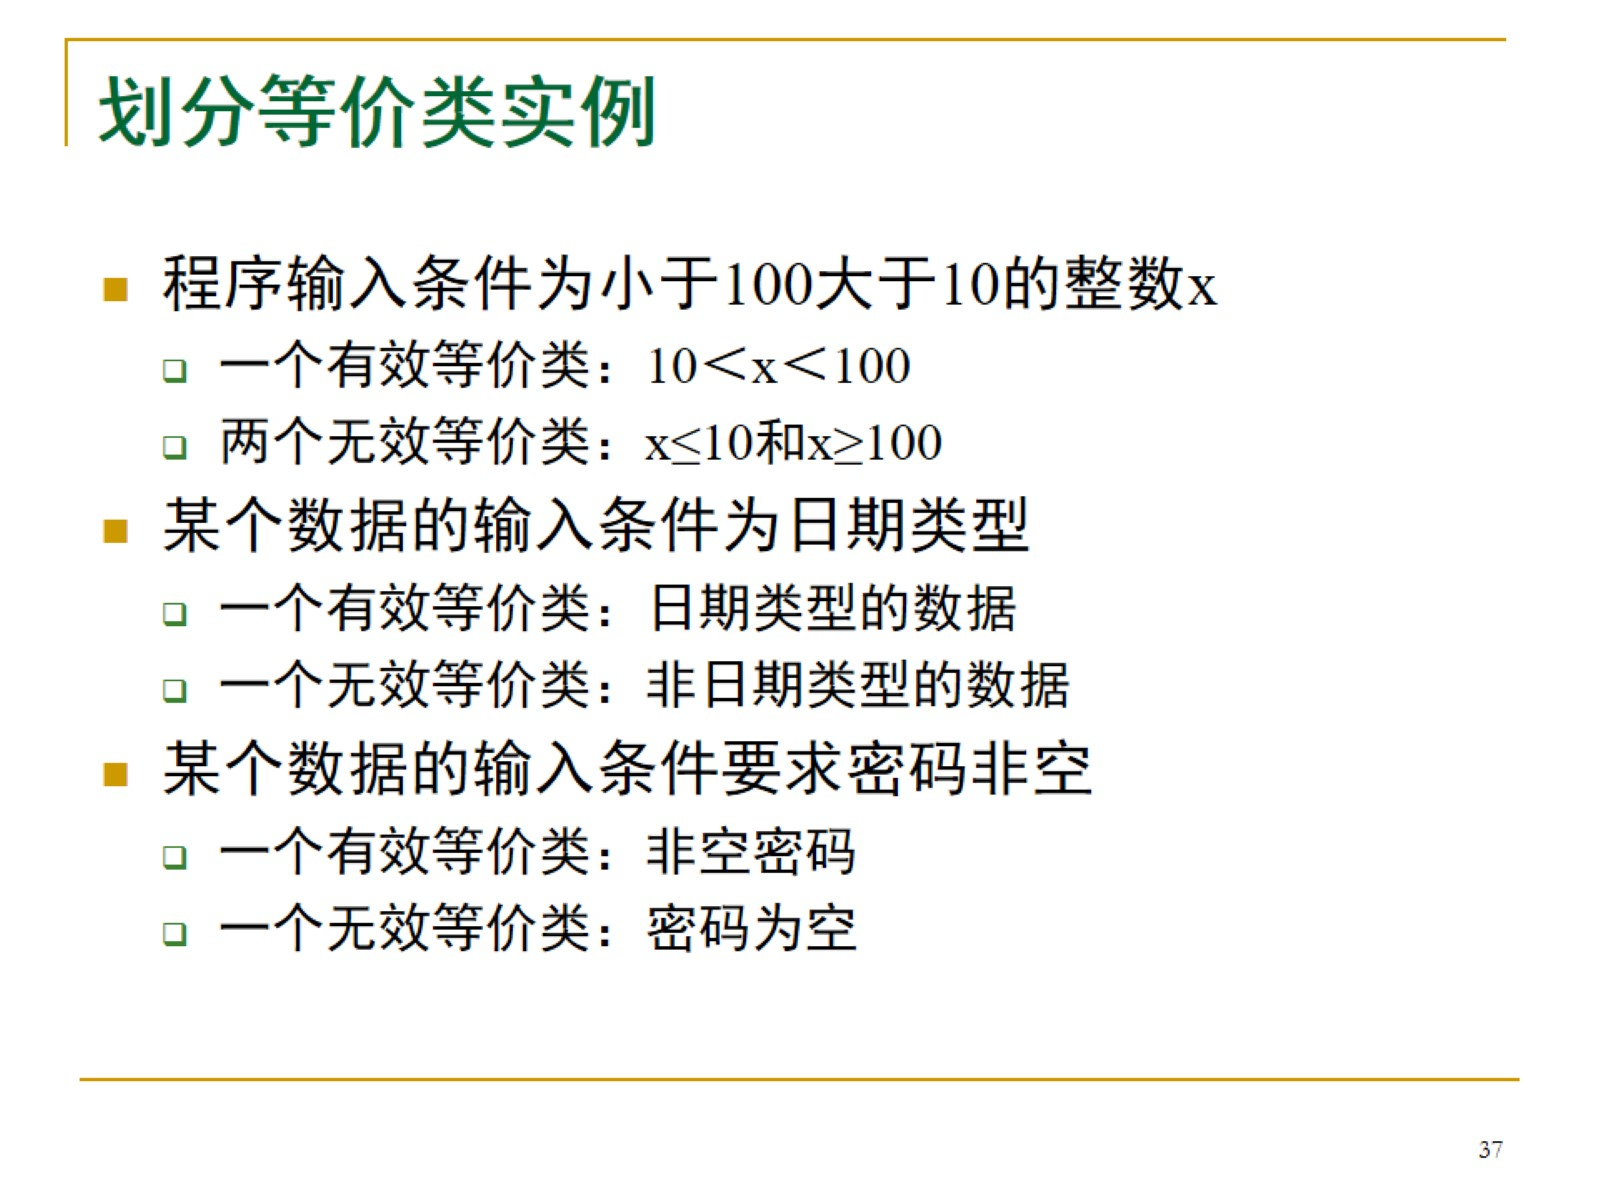 划分等价类实例
程序输入条件为小于100大于10的整数x
一个有效等价类：10＜x＜100
两个无效等价类：x≤10和x≥100
某个数据的输入条件为日期类型
一个有效等价类：日期类型的数据
一个无效等价类：非日期类型的数据
某个数据的输入条件要求密码非空
一个有效等价类：非空密码
一个无效等价类：密码为空
37